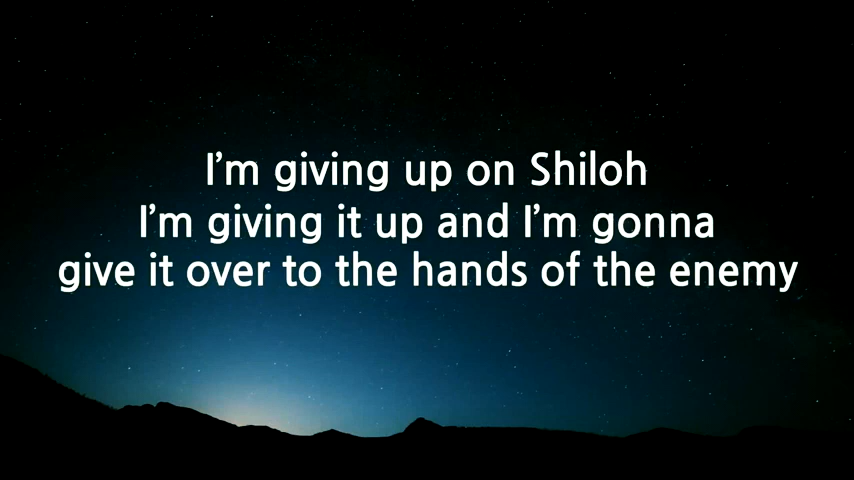 I'm giving up on Shiloh
I'm giving it up and I'm gonna
give it over to the hands of the enemy